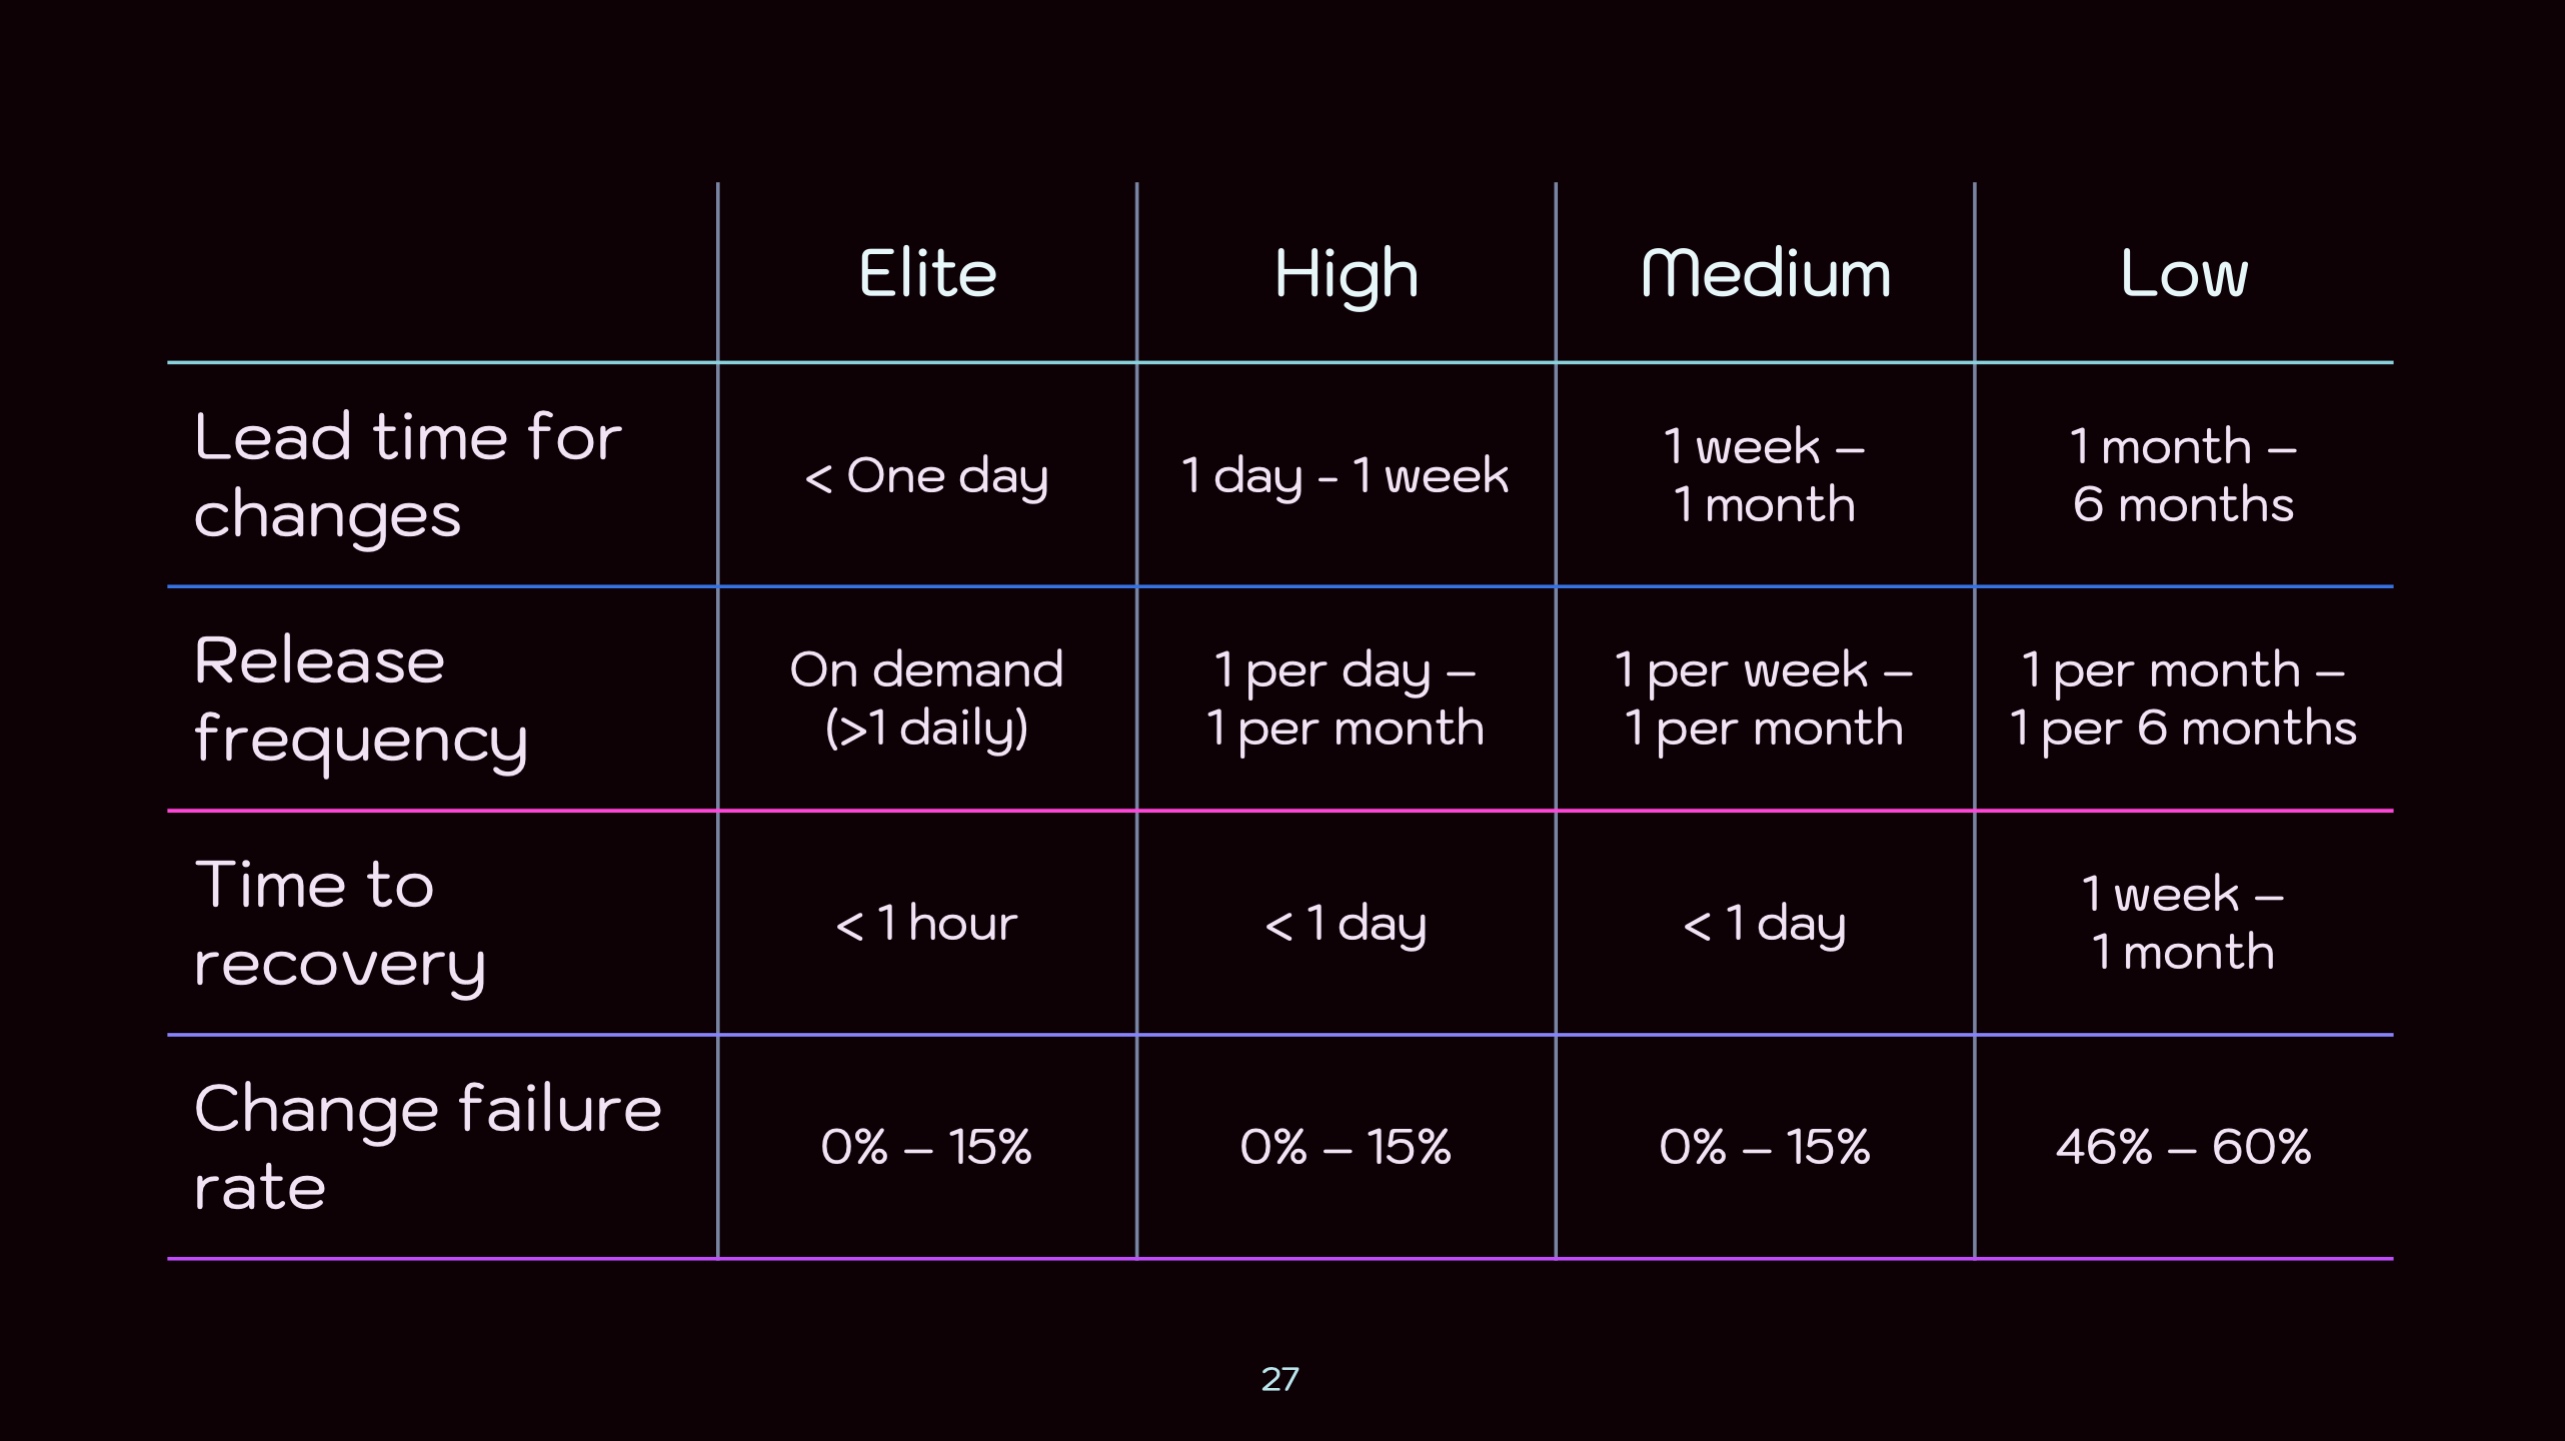 Elite High Medium Low
Lead time for
changes
< One day
1 day - 1 week
1 week –
1 month
1 month –
6 months
Release
frequency
On demand
(>1 daily)
1 per day –
1 per month
1 per week –
1 per month
1 per month –
1 per 6 months
Time to
recovery
< 1 hour
< 1 day
< 1 day
1 week –
1 month
Change failure
rate
0% – 15%
0% – 15%
0% – 15%
46% – 60%
27